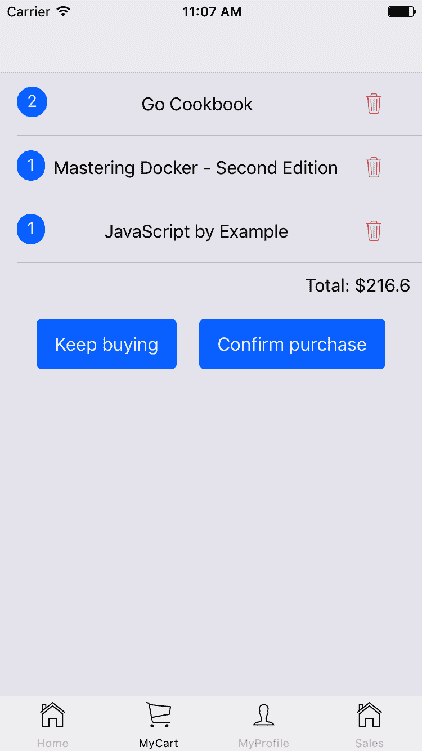 Carrier 11:07 AM
2 Go Cookbook
1 Mastering Docker - Second Edition
1 JavaScript by Example
Total: $216.6
Keep buying Confirm purchase
Home MyCart MyProfile Sales